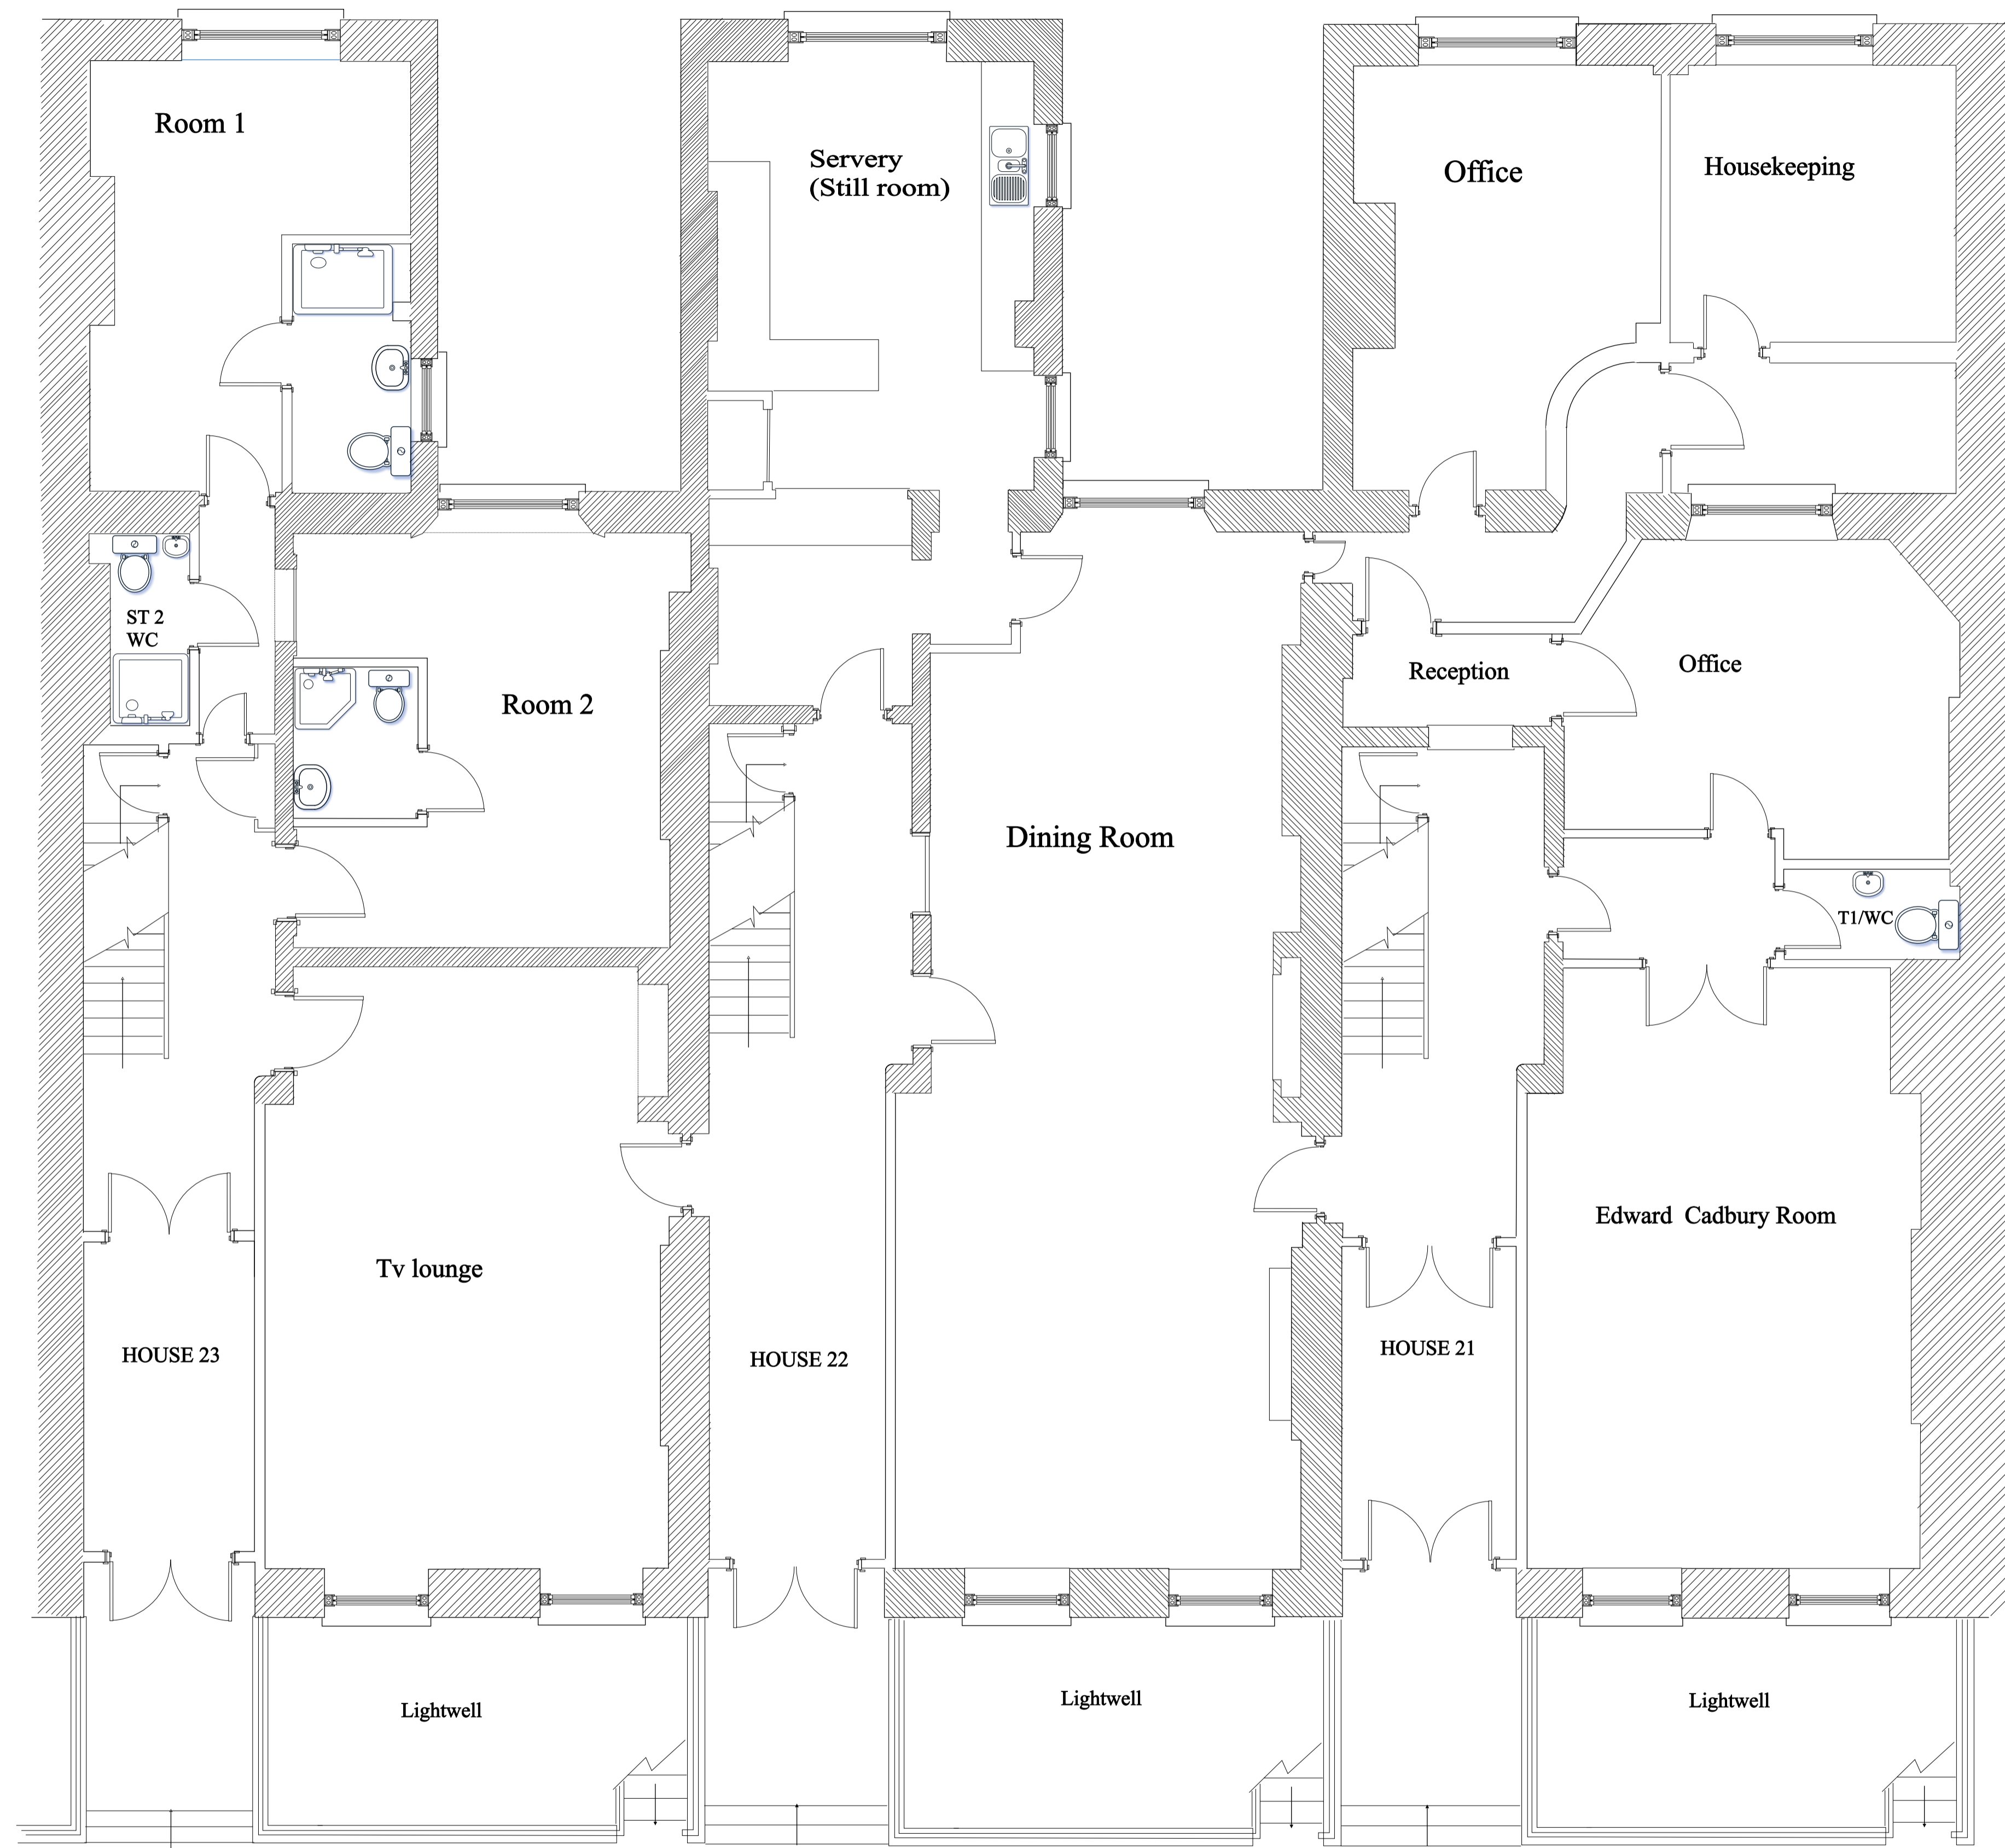 Room 1
Servery
(Still room)
Office
Housekeeping
ST 2
WC
Room 2
Reception
Office
Dining Room
T1/WC
Edward Cadbury Room
Tv lounge
HOUSE 23
HOUSE 22
HOUSE 21
Lightwell
Lightwell
Lightwell